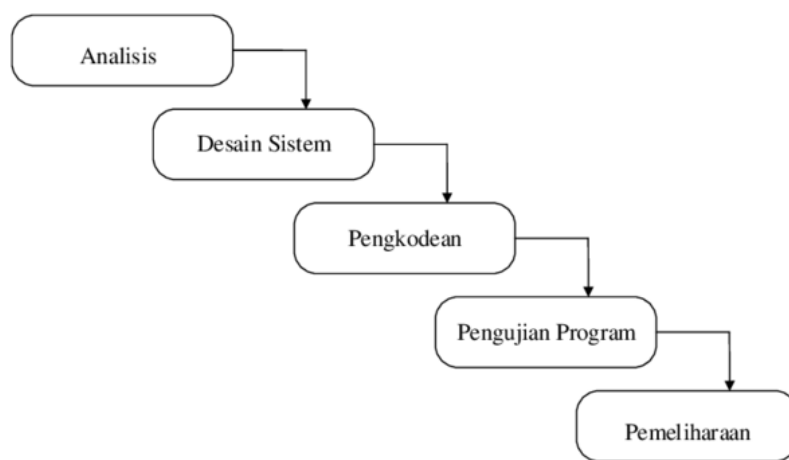 Analisis
Desain Sistem
Pengkodean
Pengujian Program
Pemeliharaan